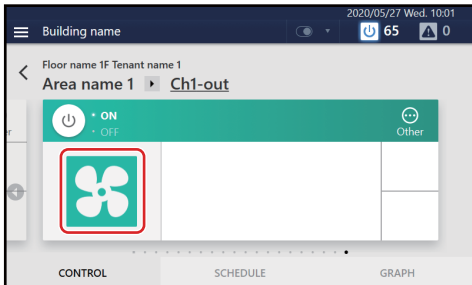 2020/05/27 Wed. 10:01
Building name
65
0
Floor name 1F Tenant name 1
Area name 1 Ch1-out
ON
OFF
Other
CONTROL SCHEDULE GRAPH